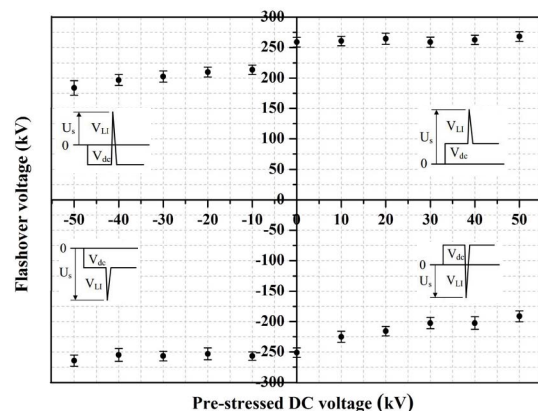 Flashover voltage (kV)
300
250
200
150
100
50
0
-50
-100
-150
-200
-250
-300
-50 -40 -30 -20 -10 0 10 20 30 40 50
Us
VLI
0
Vdc
Us
VLI
Vdc
0
0
Vdc
Us
VLI
0
Vdc
Us
VLI
Pre-stressed DC voltage (kV)